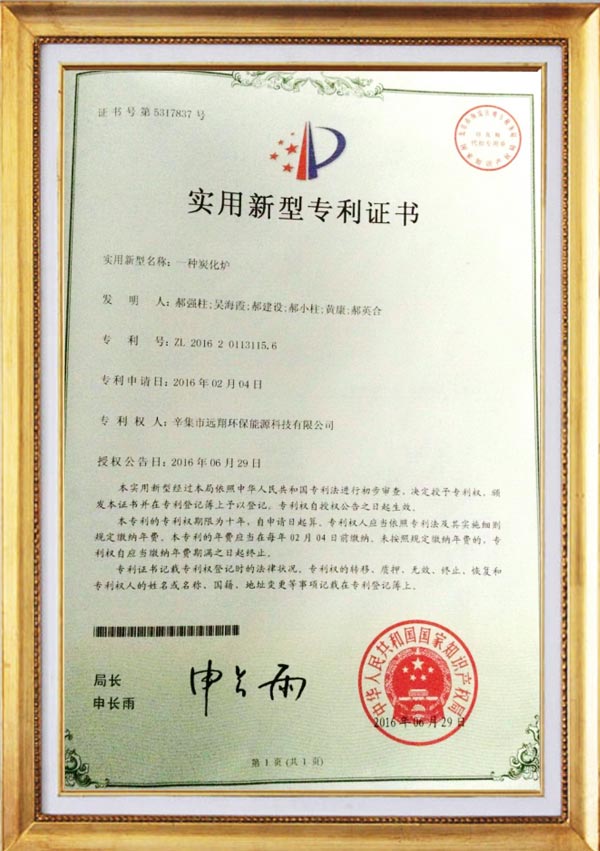 证书号第5317837号
实用新型专利证书
实用新型名称：一种炭化炉
发 明 人：郝强柱;吴海霞;郝建设;郝小柱;黄康;郝英合
专 利 号：ZL 2016 2 0113115.6
专利申请日：2016年02月04日
专 利 权 人：辛集市远翔环保能源科技有限公司
授权公告日：2016年06月29日
本实用新型经过本局依照中华人民共和国专利法进行初步审查，决定授予专利权，颁
发本证书并在专利登记簿上予以登记。专利权自授权公告之日起生效。
本专利的专利权期限为十年，自申请日起算。专利权人应当依照专利法及其实施细则
规定缴纳年费。本专利的年费应当在每年02月04日前缴纳。未按照规定缴纳年费的，专
利权自应当缴纳年费期满之日起终止。
专利证书记载专利权登记时的法律状况。专利权的转移、质押、无效、终止、恢复和
专利权人的姓名或名称、国籍、地址变更等事项记载在专利登记簿上。
局长
申长雨
申长雨
中华人民共和国国家知识产权局
2016年06月29日
第1页(共1页)